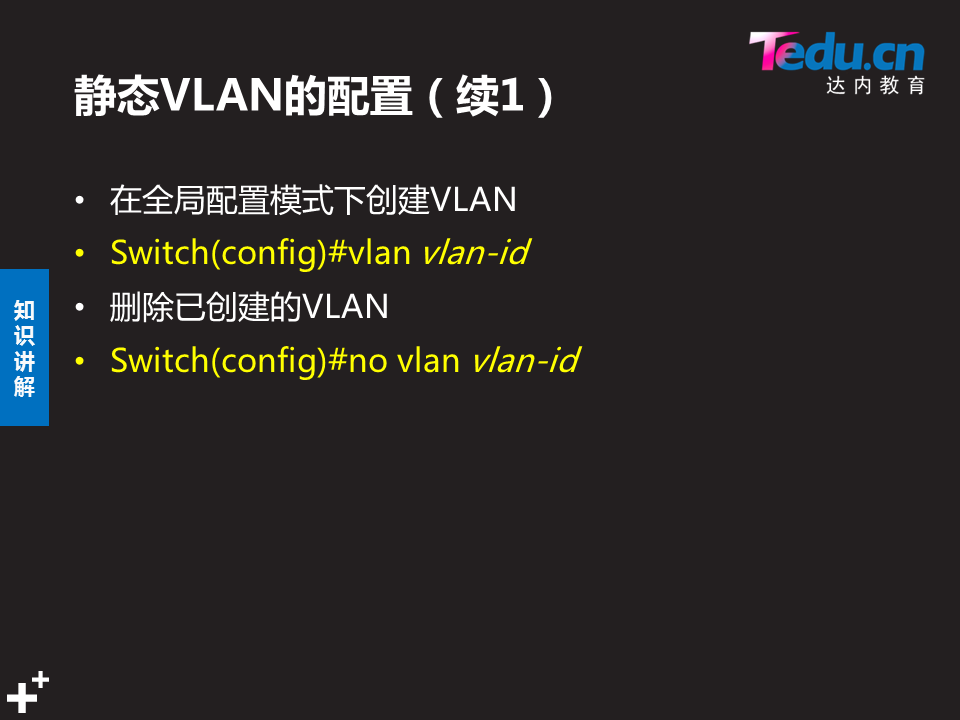 Tedu.cn
达内教育
静态VLAN的配置（续1）
• 在全局配置模式下创建VLAN
• Switch(config)#vlan vlan-id
• 删除已创建的VLAN
• Switch(config)#no vlan vlan-id
知
识
讲
解